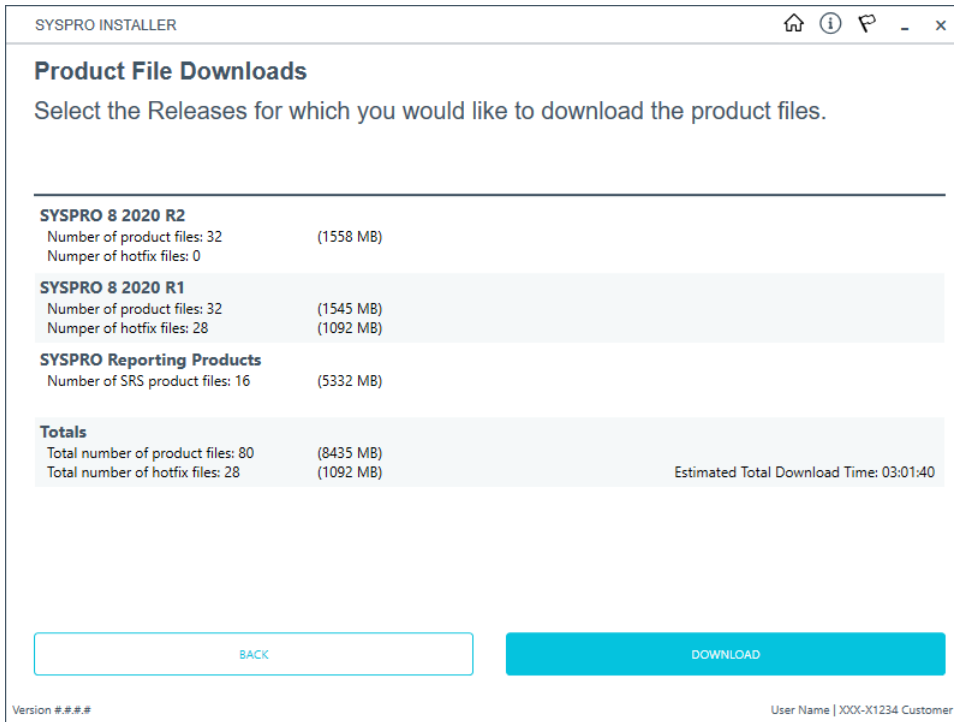 SYSPRO INSTALLER
Product File Downloads
Select the Releases for which you would like to download the product files.
SYSPRO 8 2020 R2
Number of product files: 32 (1558 MB)
Numper of hotfix files: 0
SYSPRO 8 2020 R1
Number of product files: 32 (1545 MB)
Numper of hotfix files: 28 (1092 MB)
SYSPRO Reporting Products
Number of SRS product files: 16 (5332 MB)
Totals
Total number of product files: 80 (8435 MB)
Total number of hotfix files: 28 (1092 MB) Estimated Total Download Time: 03:01:40
BACK DOWNLOAD
Version #.#.#.# User Name | XXX-X1234 Customer